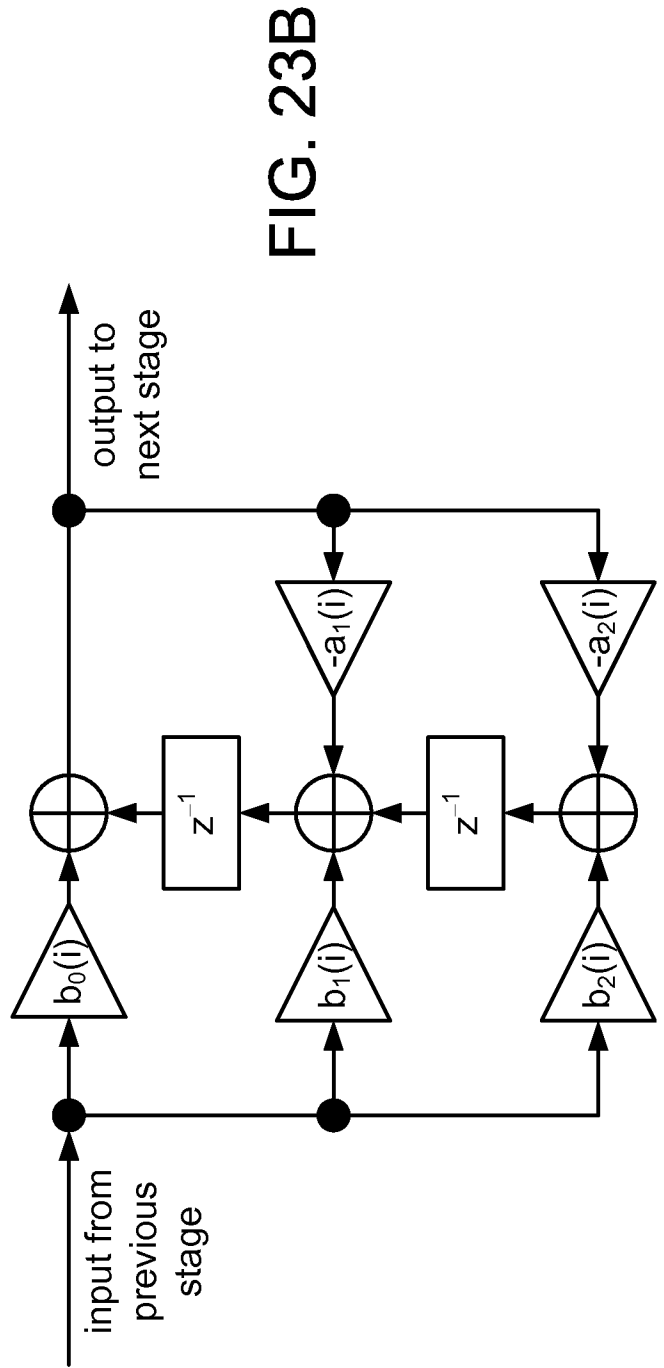 input from
previous
stage
b₀(i)
output to
next stage
z⁻¹
b₁(i)
-a₁(i)
z⁻¹
b₂(i)
-a₂(i)
FIG. 23B